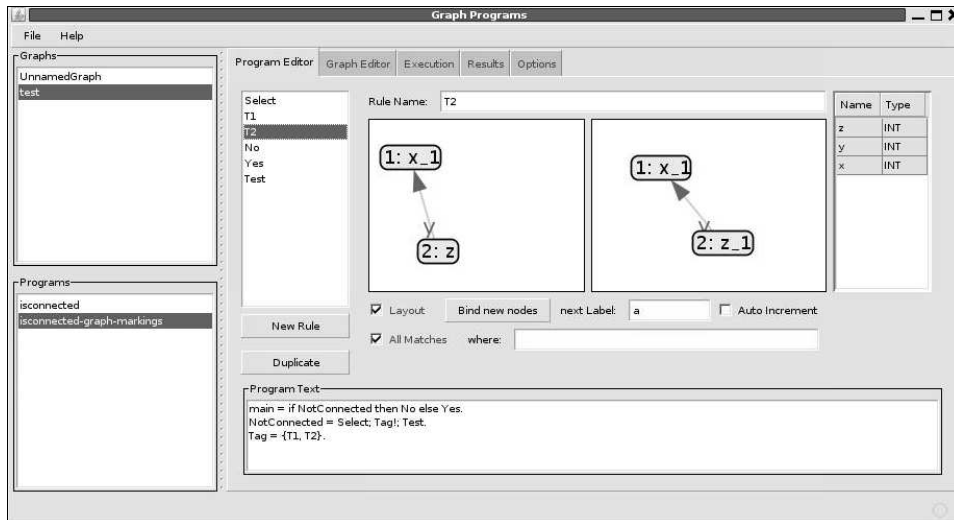 Graph Programs
File Help
Graphs
UnnamedGraph
test
Programs
isconnected
isconnected-graph-markings
Program Editor Graph Editor Execution Results Options
Select
T1
T2
No
Yes
Test
New Rule
Duplicate
Rule Name: T2
1: x_1
y
2: z
1: x_1
y
2: z_1
Name Type
z INT
y INT
x INT
Layout Bind new nodes next Label: a Auto Increment
All Matches where:
Program Text
main = if NotConnected then No else Yes.
NotConnected = Select; Tag!; Test.
Tag = {T1, T2}.